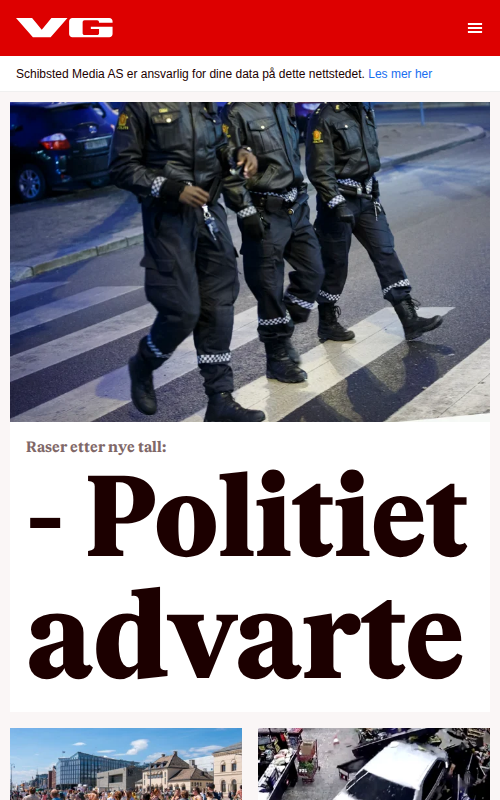 VG
Schibsted Media AS er ansvarlig for dine data på dette nettstedet. Les mer her
Raser etter nye tall:
- Politiet
advarte